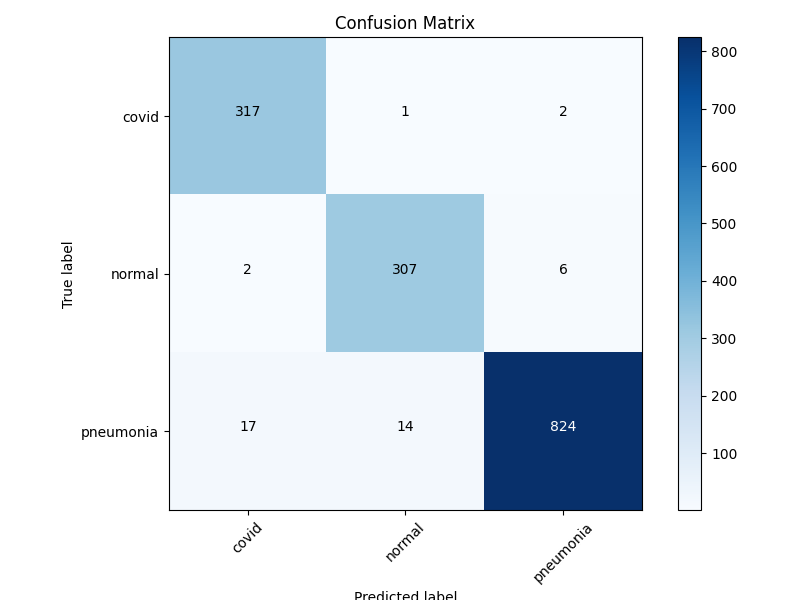 Confusion Matrix
True label
covid
317
1
2
normal
2
307
6
pneumonia
17
14
824
covid
normal
pneumonia
Predicted label
800
700
600
500
400
300
200
100